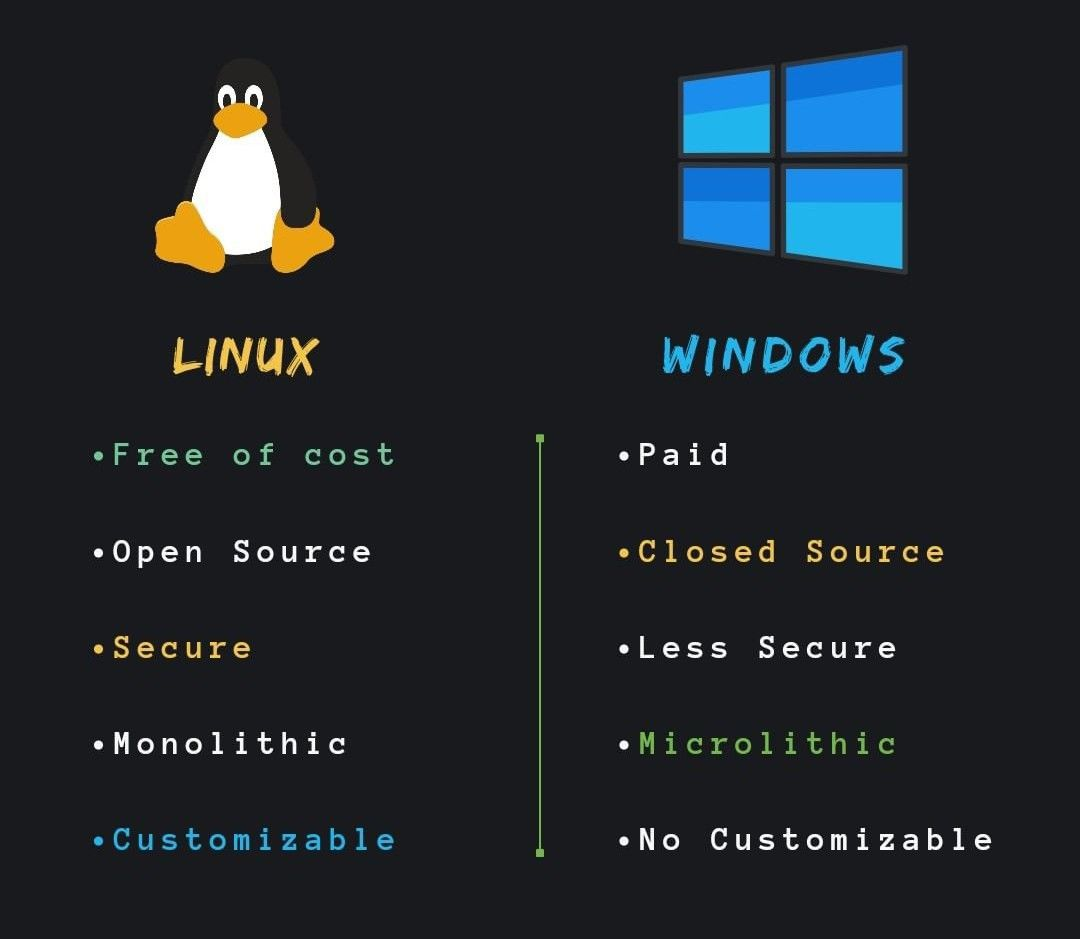 LINUX
WINDOWS
•Free of cost
•Paid
•Open Source
•Closed Source
•Secure
•Less Secure
•Monolithic
•Microlithic
•Customizable
•No Customizable